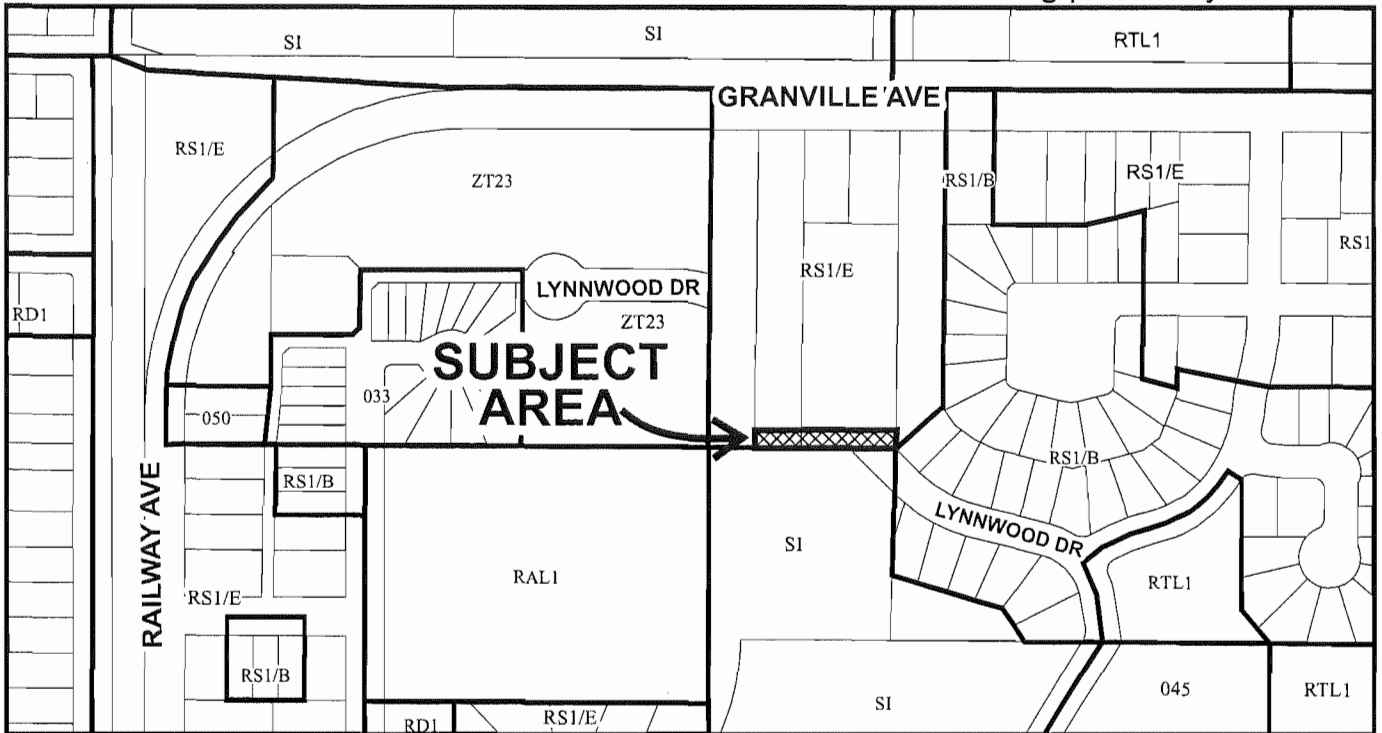 SI
SI
RTL1
GRANVILLE AVE
RS1/E
ZT23
RS1/B
RS1/E
RS1/E
RS1
LYNNWOOD DR
RD1
ZT23
SUBJECT
AREA
033
050
RS1/B
RS1/B
LYNNWOOD DR
SI
RAILWAY AVE
RAL1
RTL1
RS1/E
RS1/B
045
RTL1
SI
RD1
RS1/E